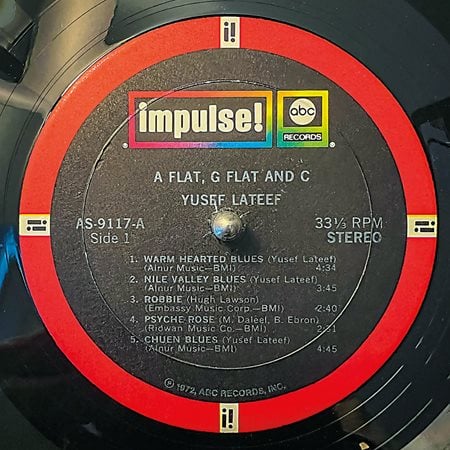 i!
impulse!
abc
RECORDS
A FLAT, G FLAT AND C
YUSEF LATEEF
AS-9117-A
Side 1
33⅓ RPM
STEREO
i!
i!
1. WARM HEARTED BLUES (Yusef Lateef)
(Alnur Music—BMI) 4:34
2. NILE VALLEY BLUES (Yusef Lateef)
(Alnur Music—BMI) 3:45
3. ROBBIE (Hugh Lawson)
(Embassy Music Corp.—BMI) 2:40
4. PSYCHE ROSE (M. Daleel, B. Ebron)
(Ridwan Music Co.—BMI) 2:51
5. CHUEN BLUES (Yusef Lateef)
(Alnur Music—BMI) 4:45
℗ 1972, ABC RECORDS, INC.
i!